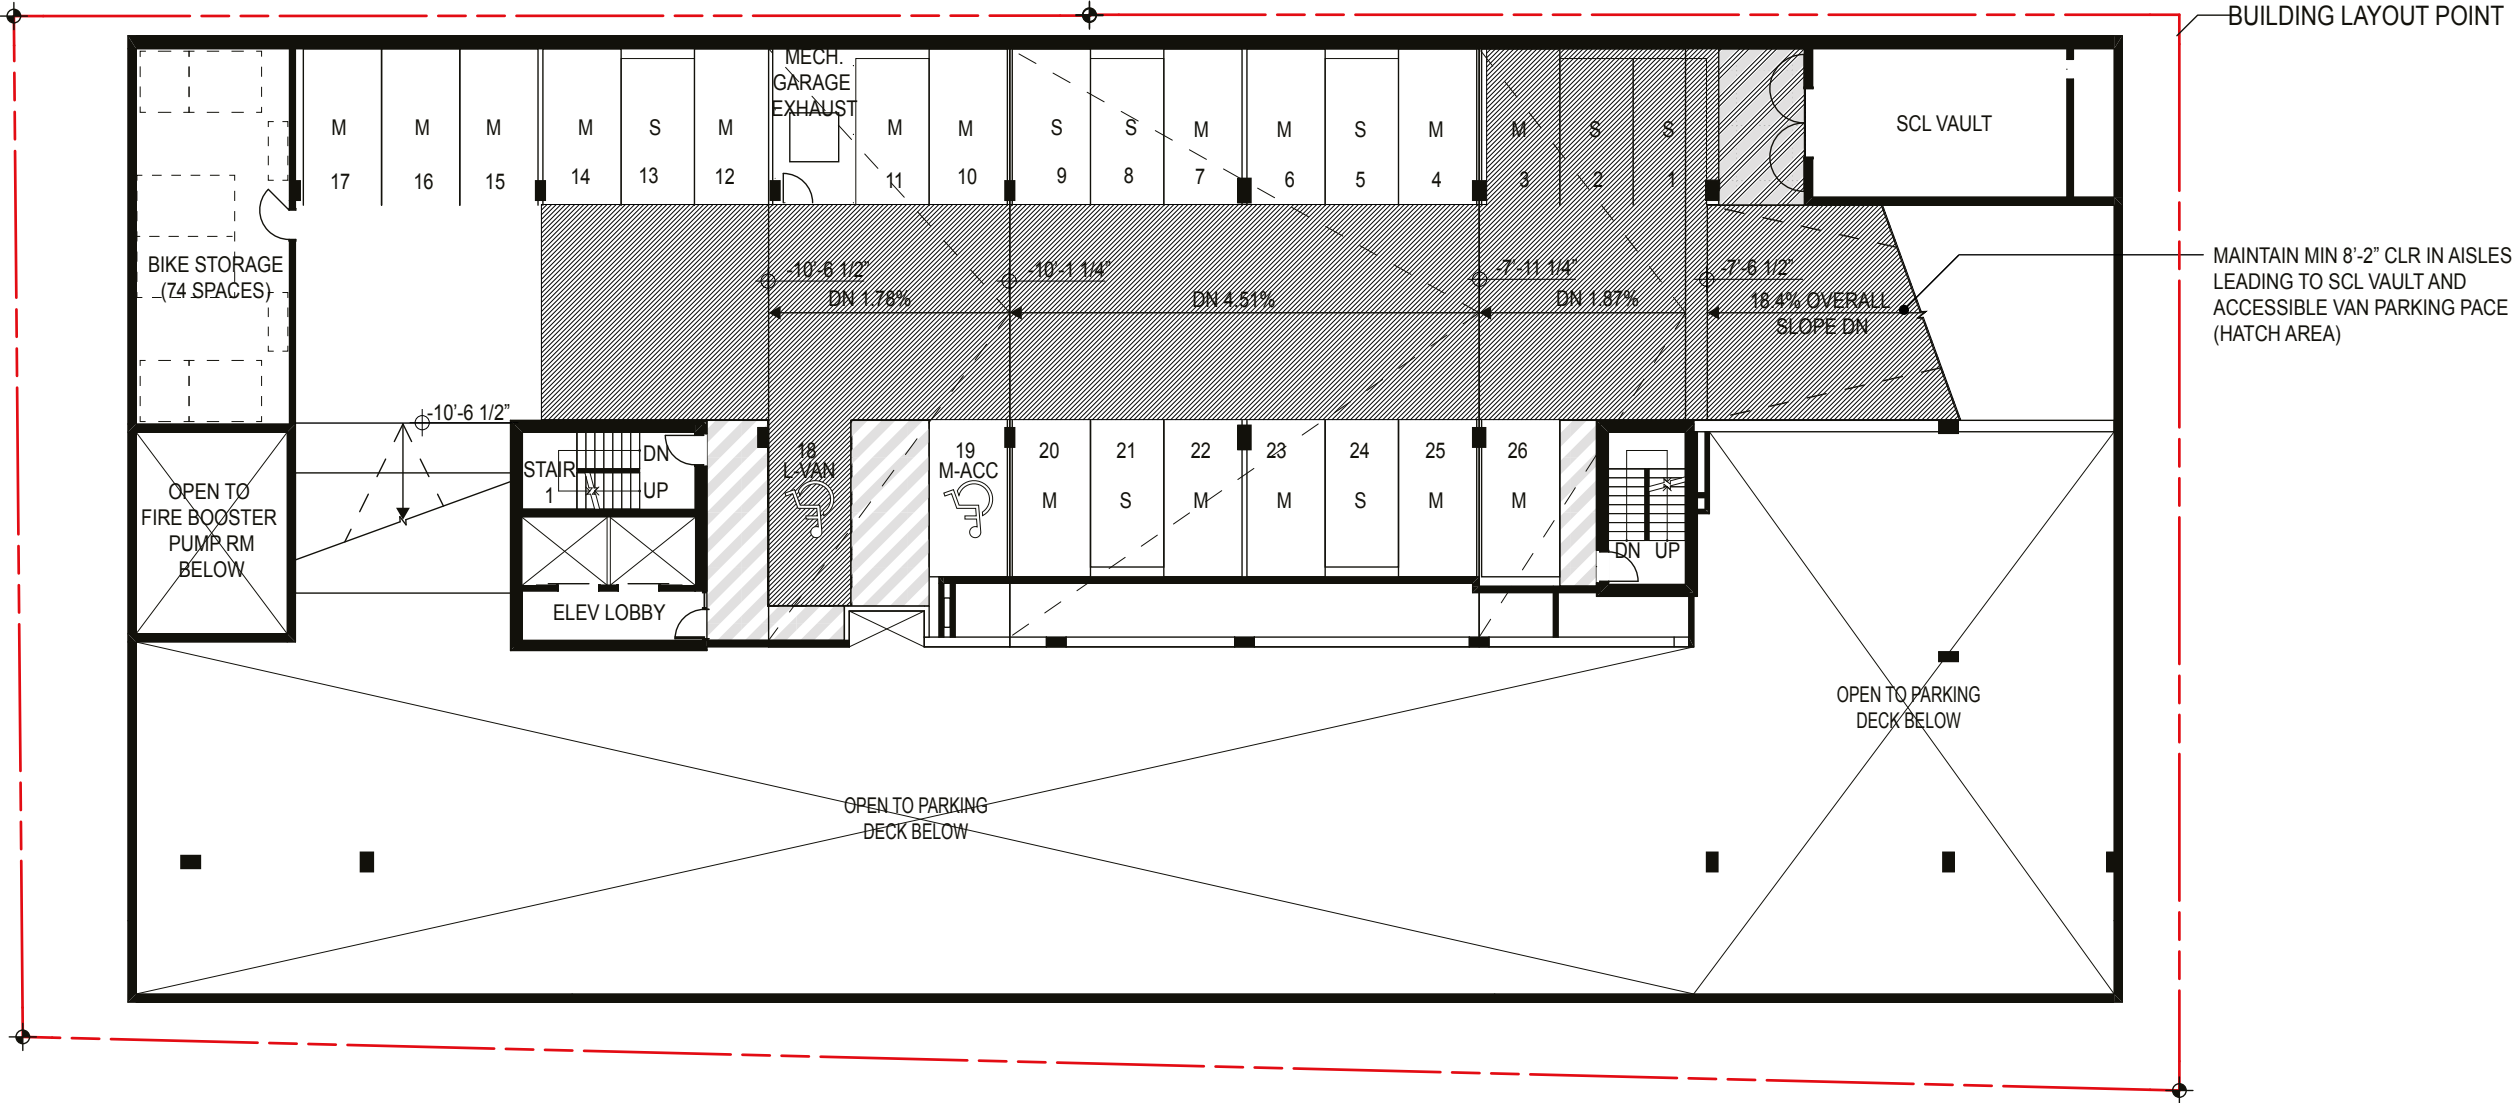 BUILDING LAYOUT POINT
MECH.
GARAGE
EXHAUST
M
M
M
M
S
M
M
M
S
S
M
M
S
M
M
S
S
SCL VAULT
17
16
15
14
13
12
11
10
9
8
7
6
5
4
3
2
1
BIKE STORAGE
(74 SPACES)
-10'-6 1/2"
-10'-1 1/4"
-7'-11 1/4"
-7'-6 1/2"
DN 1.78%
DN 4.51%
DN 1.87%
18.4% OVERALL
SLOPE DN
MAINTAIN MIN 8'-2" CLR IN AISLES
LEADING TO SCL VAULT AND
ACCESSIBLE VAN PARKING PACE
(HATCH AREA)
-10'-6 1/2"
STAIR
1
DN
UP
18
L-VAN
19
M-ACC
20
M
21
S
22
M
23
M
24
S
25
M
26
M
DN
UP
OPEN TO
FIRE BOOSTER
PUMP RM
BELOW
ELEV LOBBY
OPEN TO PARKING
DECK BELOW
OPEN TO PARKING
DECK BELOW